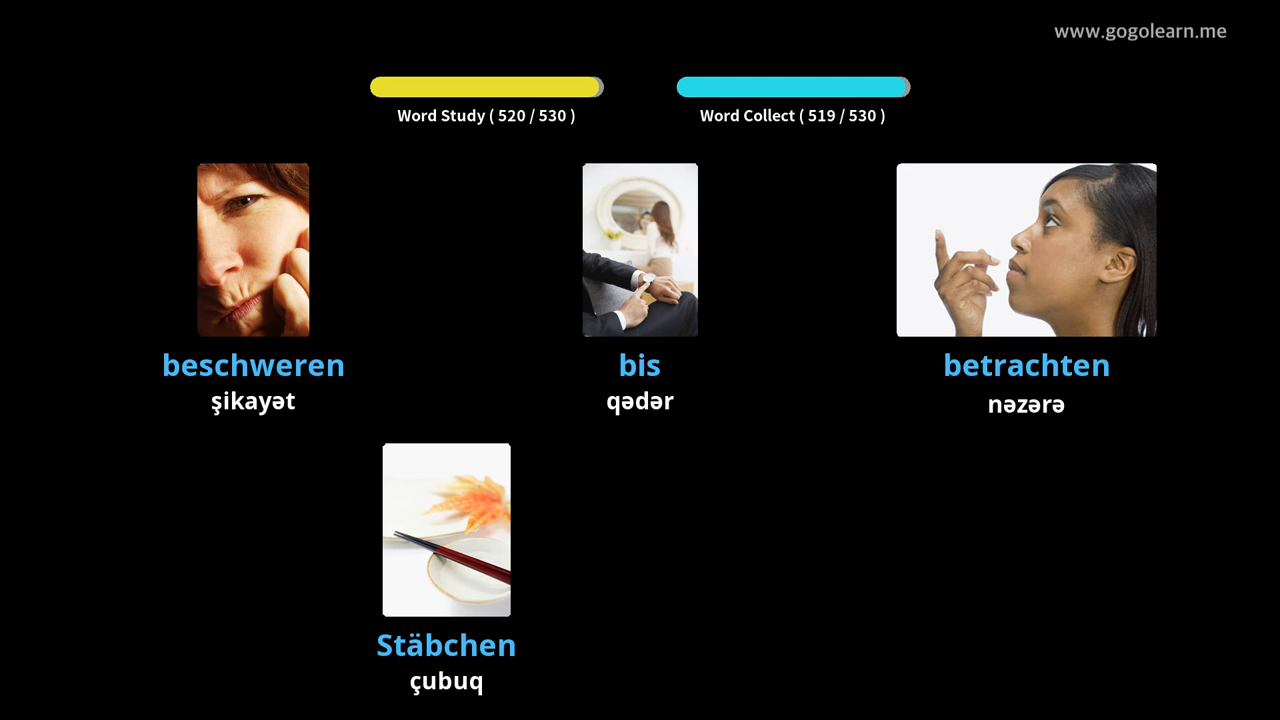 www.gogolearn.me
Word Study ( 520 / 530 )
Word Collect ( 519 / 530 )
beschweren
şikayət
bis
qədər
betrachten
nəzərə
Stäbchen
çubuq